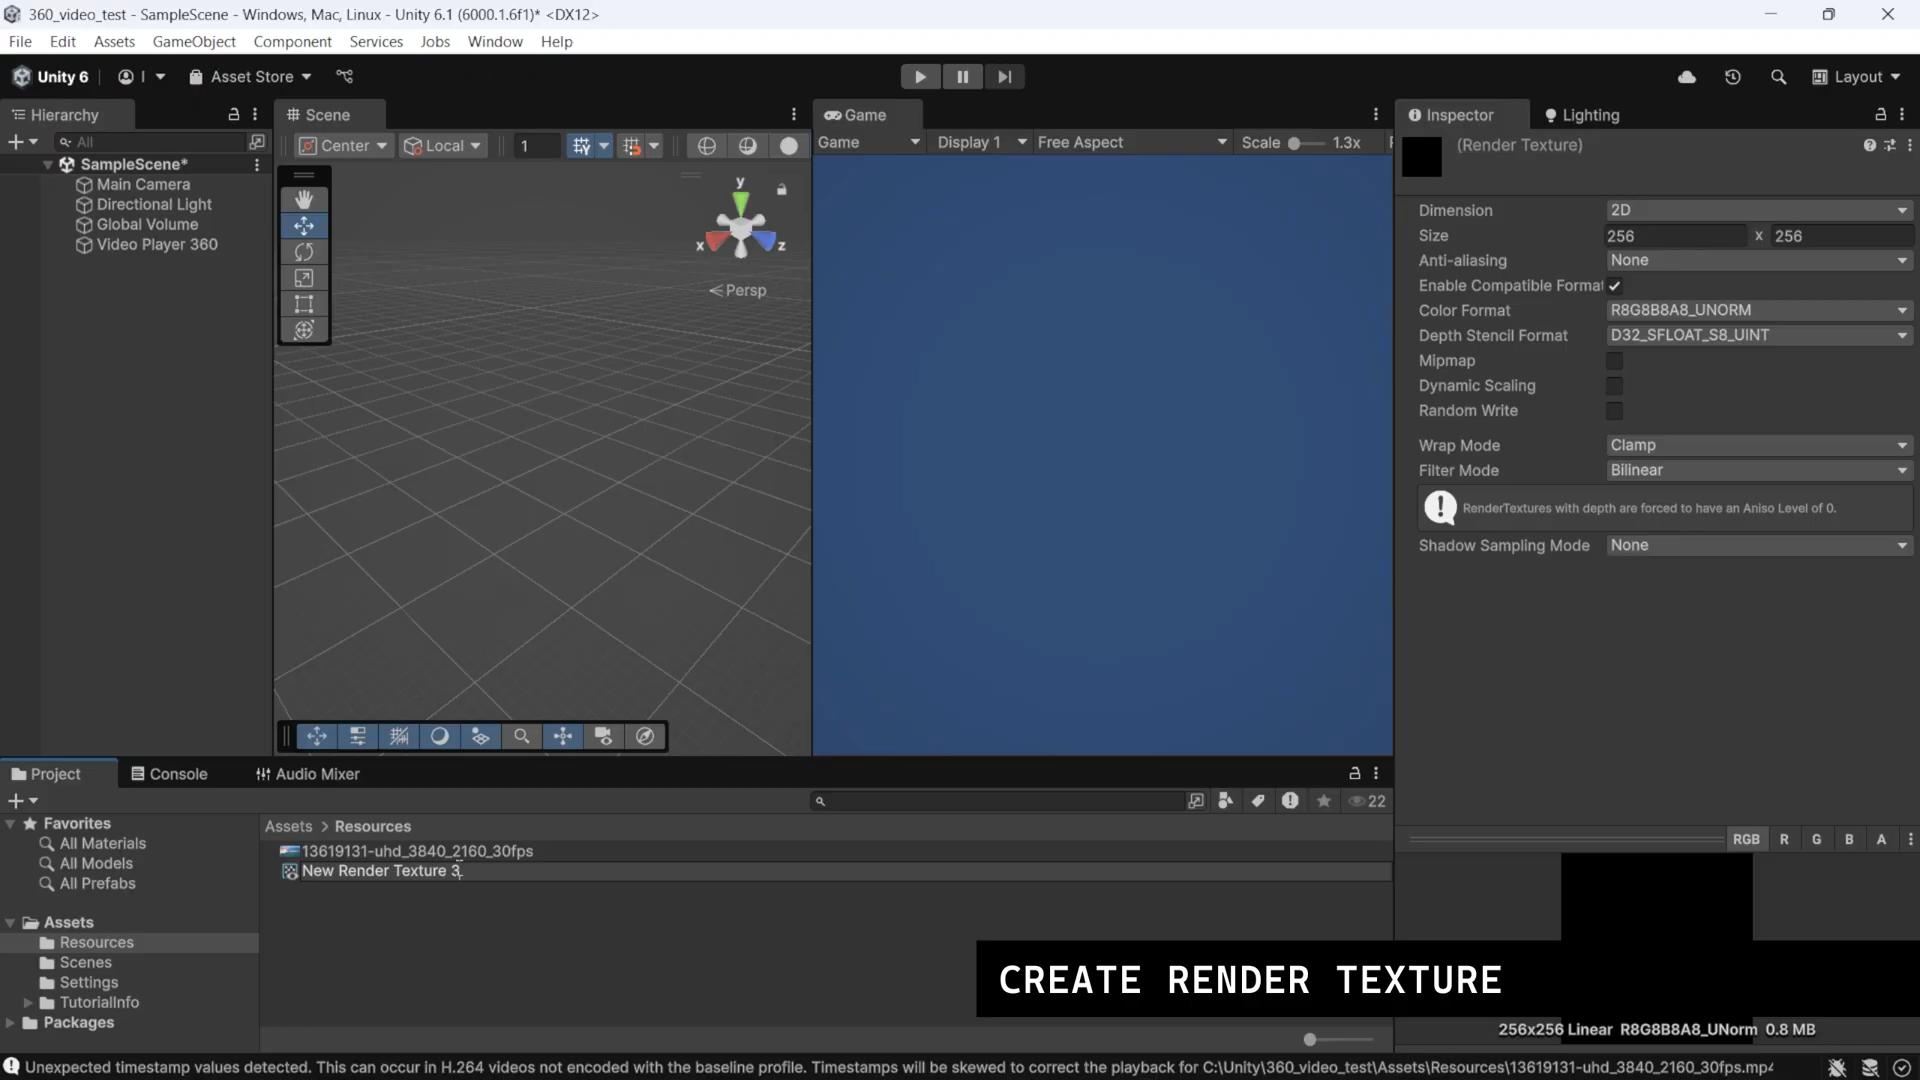 360_video_test - SampleScene - Windows, Mac, Linux - Unity 6.1 (6000.1.6f1)* <DX12>
File Edit Assets GameObject Component Services Jobs Window Help
Unity 6 I Asset Store Layout
Hierarchy
All
SampleScene*
Main Camera
Directional Light
Global Volume
Video Player 360
Scene
Center Local 1
y
x z
Persp
Game
Game Display 1 Free Aspect Scale 1.3x
Inspector Lighting
(Render Texture)
Dimension 2D
Size 256 x 256
Anti-aliasing None
Enable Compatible Format
Color Format R8G8B8A8_UNORM
Depth Stencil Format D32_SFLOAT_S8_UINT
Mipmap
Dynamic Scaling
Random Write
Wrap Mode Clamp
Filter Mode Bilinear
RenderTextures with depth are forced to have an Aniso Level of 0.
Shadow Sampling Mode None
Project Console Audio Mixer
22
Favorites
All Materials
All Models
All Prefabs
Assets
Resources
Scenes
Settings
TutorialInfo
Packages
Assets > Resources
13619131-uhd_3840_2160_30fps
New Render Texture 3
RGB R G B A
CREATE RENDER TEXTURE
256x256 Linear R8G8B8A8_UNorm 0.8 MB
Unexpected timestamp values detected. This can occur in H.264 videos not encoded with the baseline profile. Timestamps will be skewed to correct the playback for C:\Unity\360_video_test\Assets\Resources\13619131-uhd_3840_2160_30fps.mp4